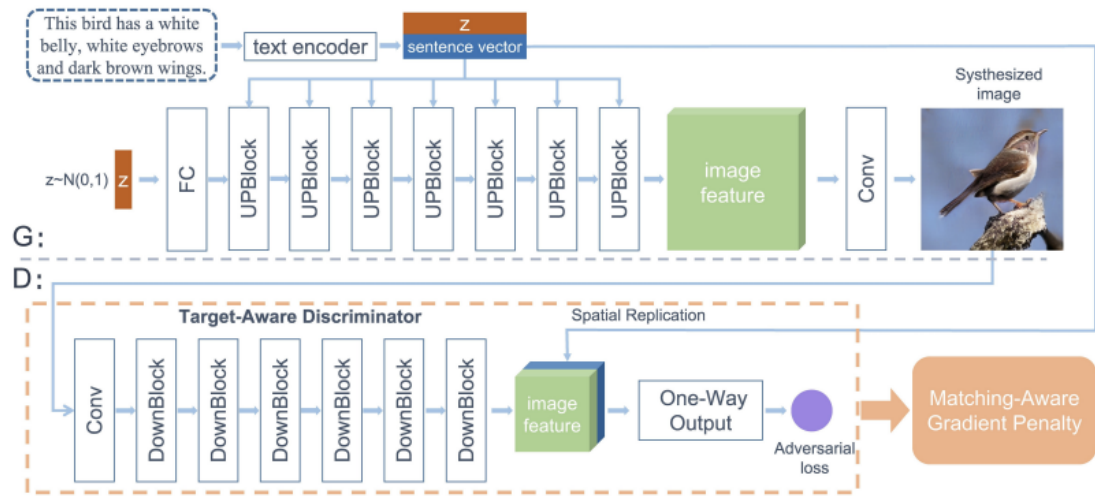 This bird has a white
belly, white eyebrows
and dark brown wings.
text encoder
z
sentence vector
Systhesized
image
z~N(0,1)
z
FC
UPBlock
UPBlock
UPBlock
UPBlock
UPBlock
UPBlock
UPBlock
image
feature
Conv
G:
D:
Target-Aware Discriminator
Spatial Replication
Conv
DownBlock
DownBlock
DownBlock
DownBlock
DownBlock
DownBlock
image
feature
One-Way
Output
Adversarial
loss
Matching-Aware
Gradient Penalty